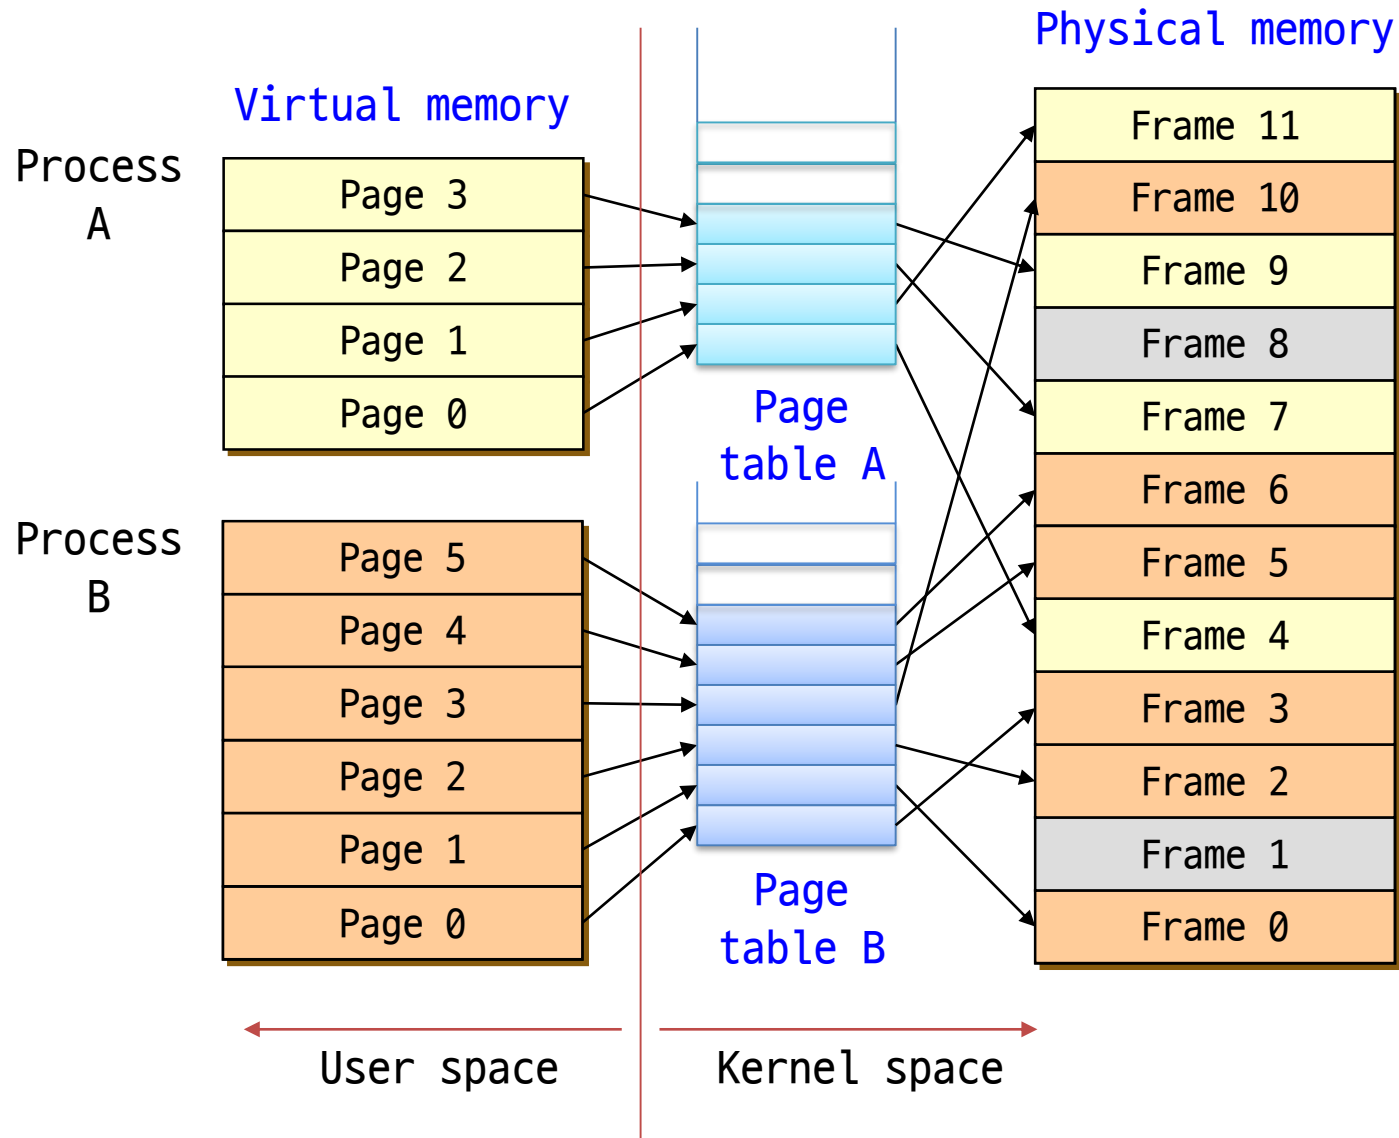 Physical memory
Virtual memory
Process
A
Page 3
Page 2
Page 1
Page 0
Page
table A
Process
B
Page 5
Page 4
Page 3
Page 2
Page 1
Page 0
Page
table B
Frame 11
Frame 10
Frame 9
Frame 8
Frame 7
Frame 6
Frame 5
Frame 4
Frame 3
Frame 2
Frame 1
Frame 0
User space
Kernel space